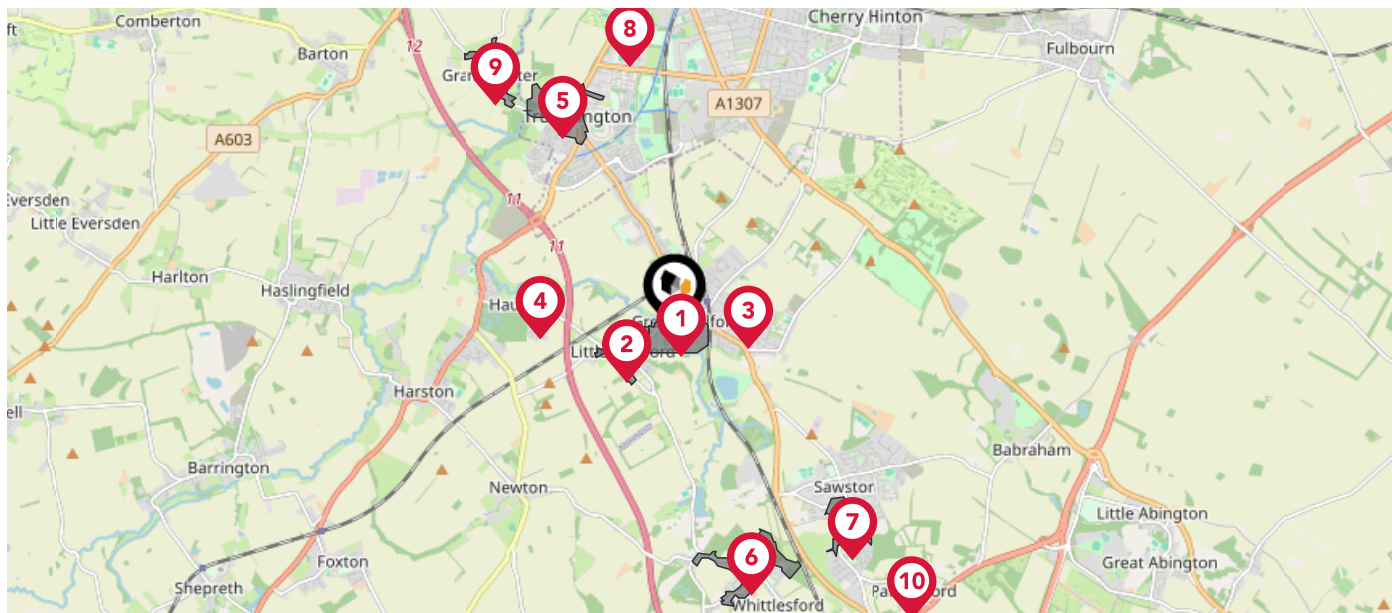 Comberton
12
Cherry Hinton
8
Barton
Fulbourn
9
5
A1307
A603
Eversden
Little Eversden
11
11
Harlton
Haslingfield
4
1
3
2
Harston
ell
Barrington
Babraham
Newton
Sawston
7
Little Abington
6
Foxton
Great Abington
Shepreth
10
Whittlesford